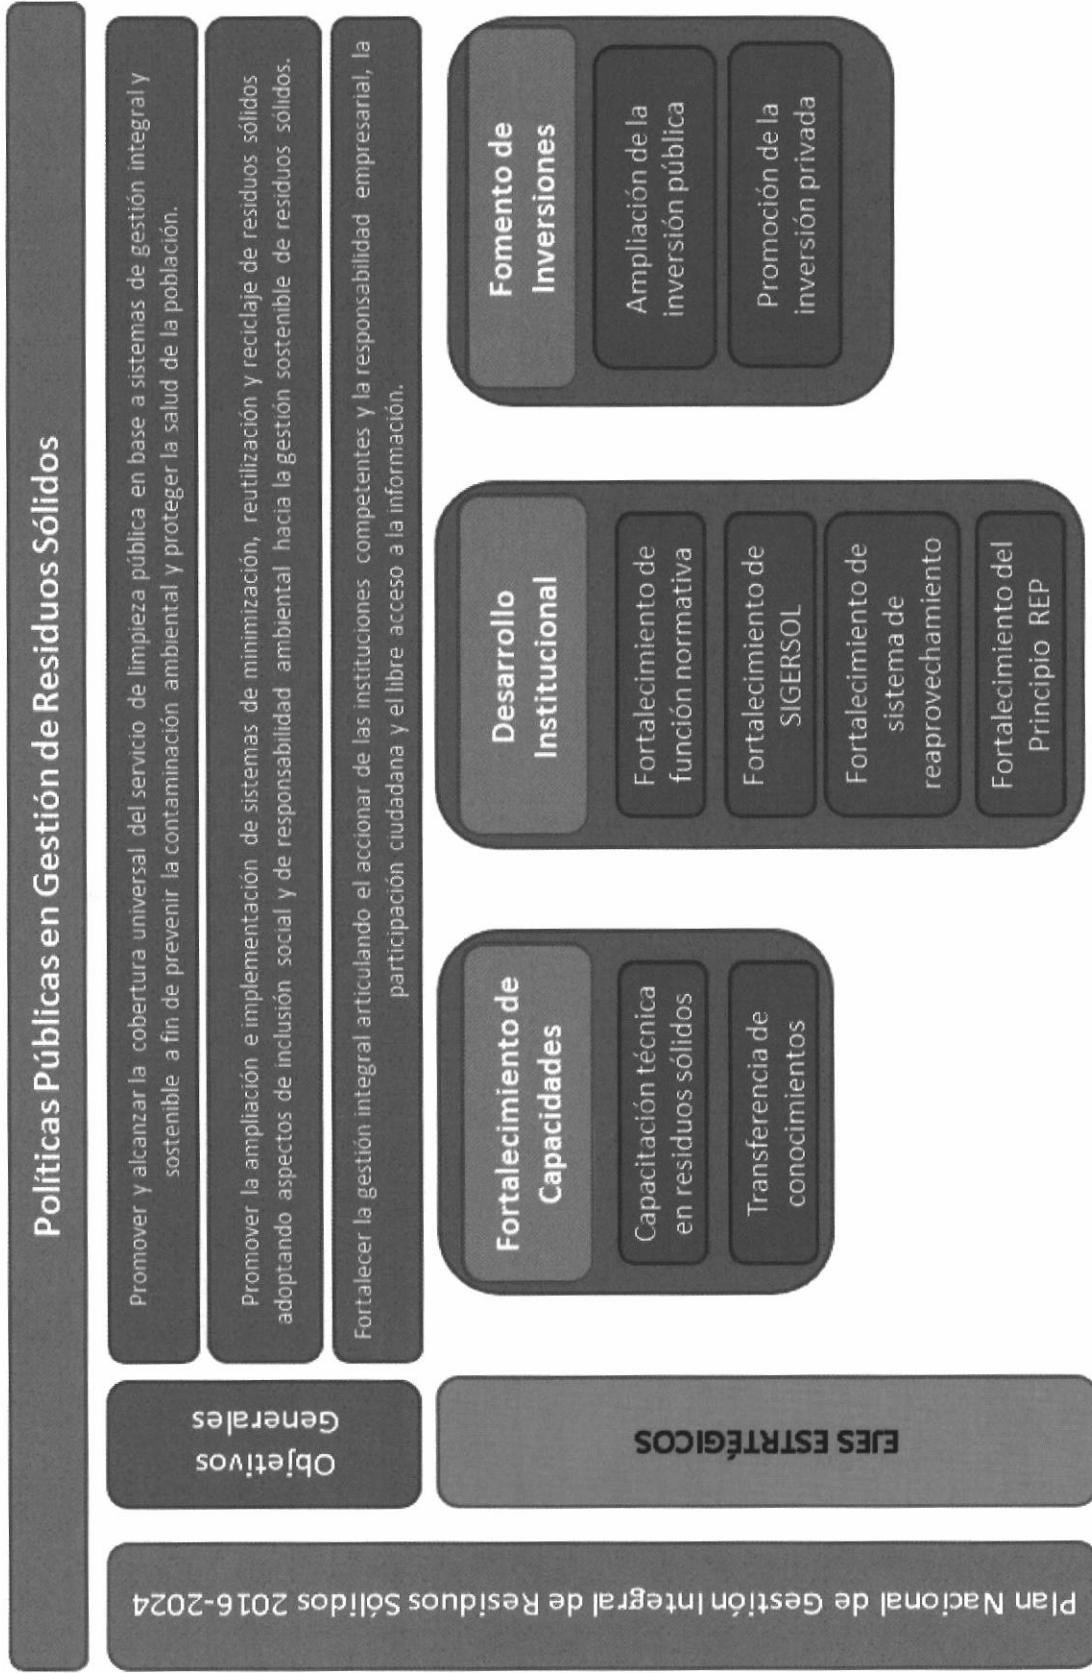 Políticas Públicas en Gestión de Residuos Sólidos
Plan Nacional de Gestión Integral de Residuos Sólidos 2016-2024
Objetivos
Generales
Promover y alcanzar la cobertura universal del servicio de limpieza pública en base a sistemas de gestión integral y
sostenible a fin de prevenir la contaminación ambiental y proteger la salud de la población.
Promover la ampliación e implementación de sistemas de minimización, reutilización y reciclaje de residuos sólidos
adoptando aspectos de inclusión social y de responsabilidad ambiental hacia la gestión sostenible de residuos sólidos.
Fortalecer la gestión integral articulando el accionar de las instituciones competentes y la responsabilidad empresarial, la
participación ciudadana y el libre acceso a la información.
EJES ESTRTÉGICOS
Fortalecimiento de
Capacidades
Capacitación técnica
en residuos sólidos
Transferencia de
conocimientos
Desarrollo
Institucional
Fortalecimiento de
función normativa
Fortalecimiento de
SIGERSOL
Fortalecimiento de
sistema de
reaprovechamiento
Fortalecimiento del
Principio REP
Fomento de
Inversiones
Ampliación de la
inversión pública
Promoción de la
inversión privada